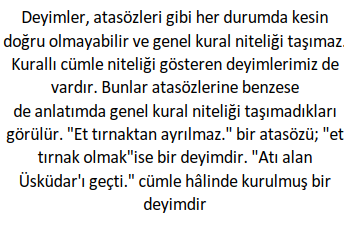 Deyimler, atasözleri gibi her durumda kesin
doğru olmayabilir ve genel kural niteliği taşımaz.
Kurallı cümle niteliği gösteren deyimlerimiz de
vardır. Bunlar atasözlerine benzese
de anlatımda genel kural niteliği taşımadıkları
görülür. "Et tırnaktan ayrılmaz." bir atasözü; "et
tırnak olmak"ise bir deyimdir. "Atı alan
Üsküdar'ı geçti." cümle hâlinde kurulmuş bir
deyimdir